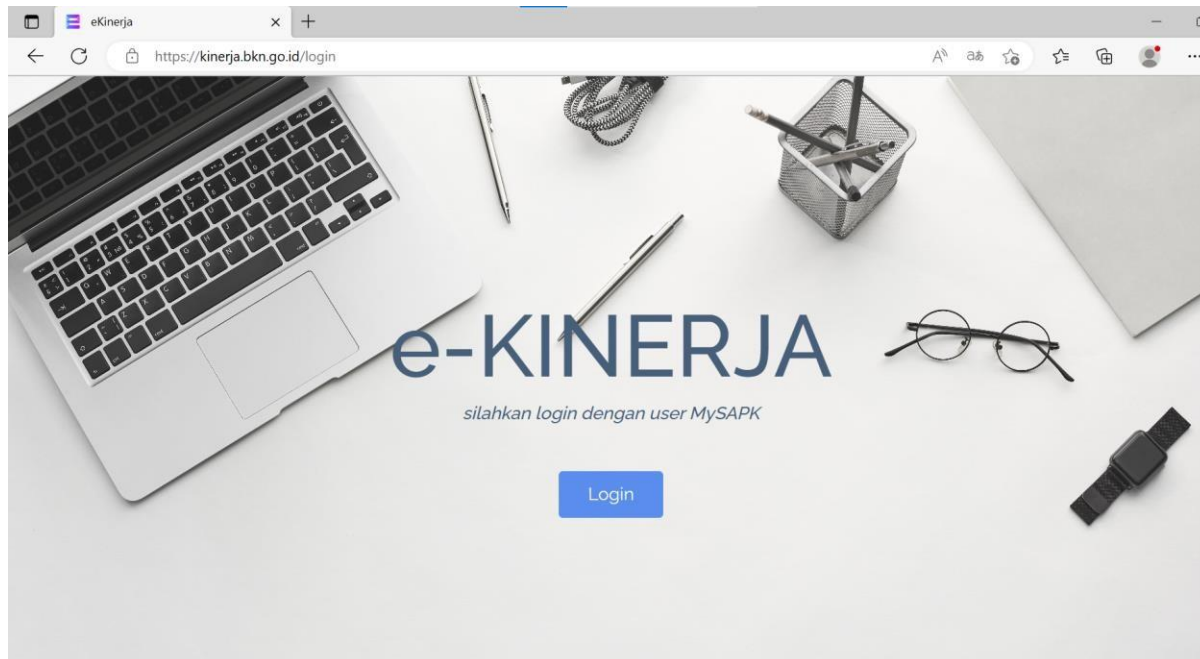 eKinerja
https://kinerja.bkn.go.id/login
e-KINERJA
silahkan login dengan user MySAPK
Login